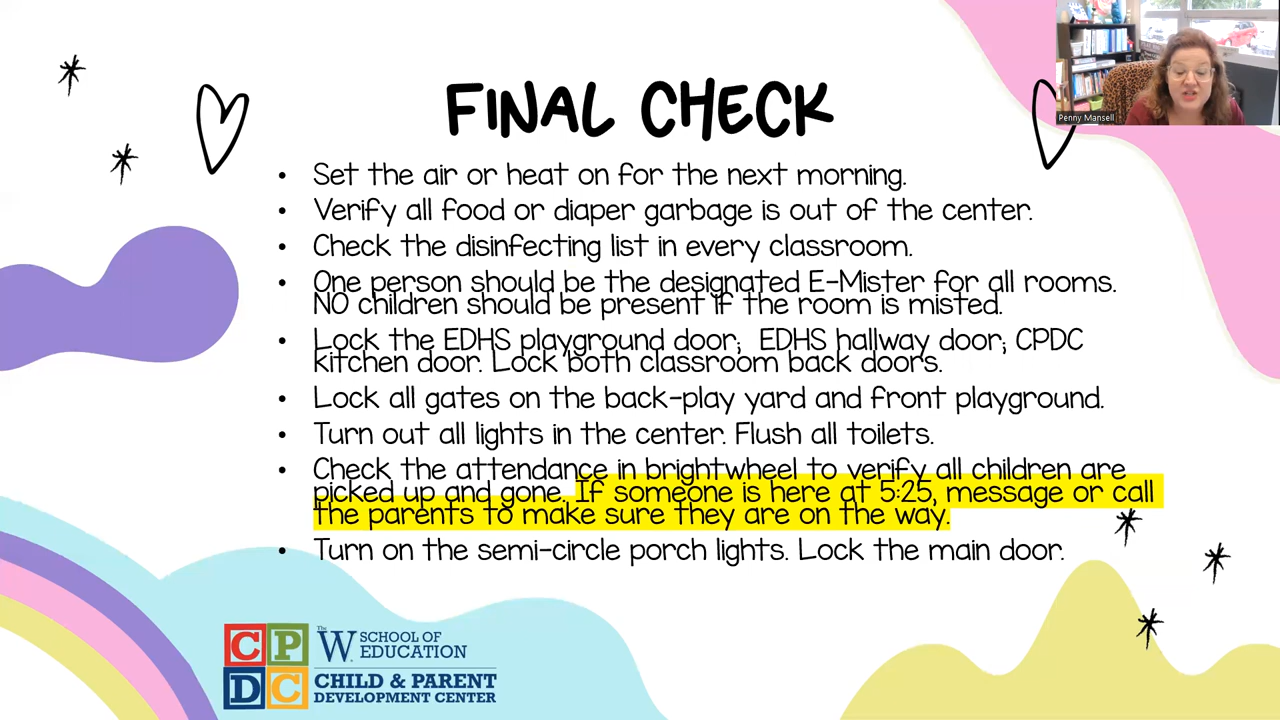 FINAL CHECK
Penny Mansell
• Set the air or heat on for the next morning.
• Verify all food or diaper garbage is out of the center.
• Check the disinfecting list in every classroom.
• One person should be the designated E-Mister for all rooms.
NO children should be present if the room is misted.
• Lock the EDHS playground door; EDHS hallway door; CPDC
kitchen door. Lock both classroom back doors.
• Lock all gates on the back-play yard and front playground.
• Turn out all lights in the center. Flush all toilets.
• Check the attendance in brightwheel to verify all children are
picked up and gone. If someone is here at 5:25, message or call
the parents to make sure they are on the way.
• Turn on the semi-circle porch lights. Lock the main door.
CP
DC
The W SCHOOL OF
EDUCATION
CHILD & PARENT
DEVELOPMENT CENTER